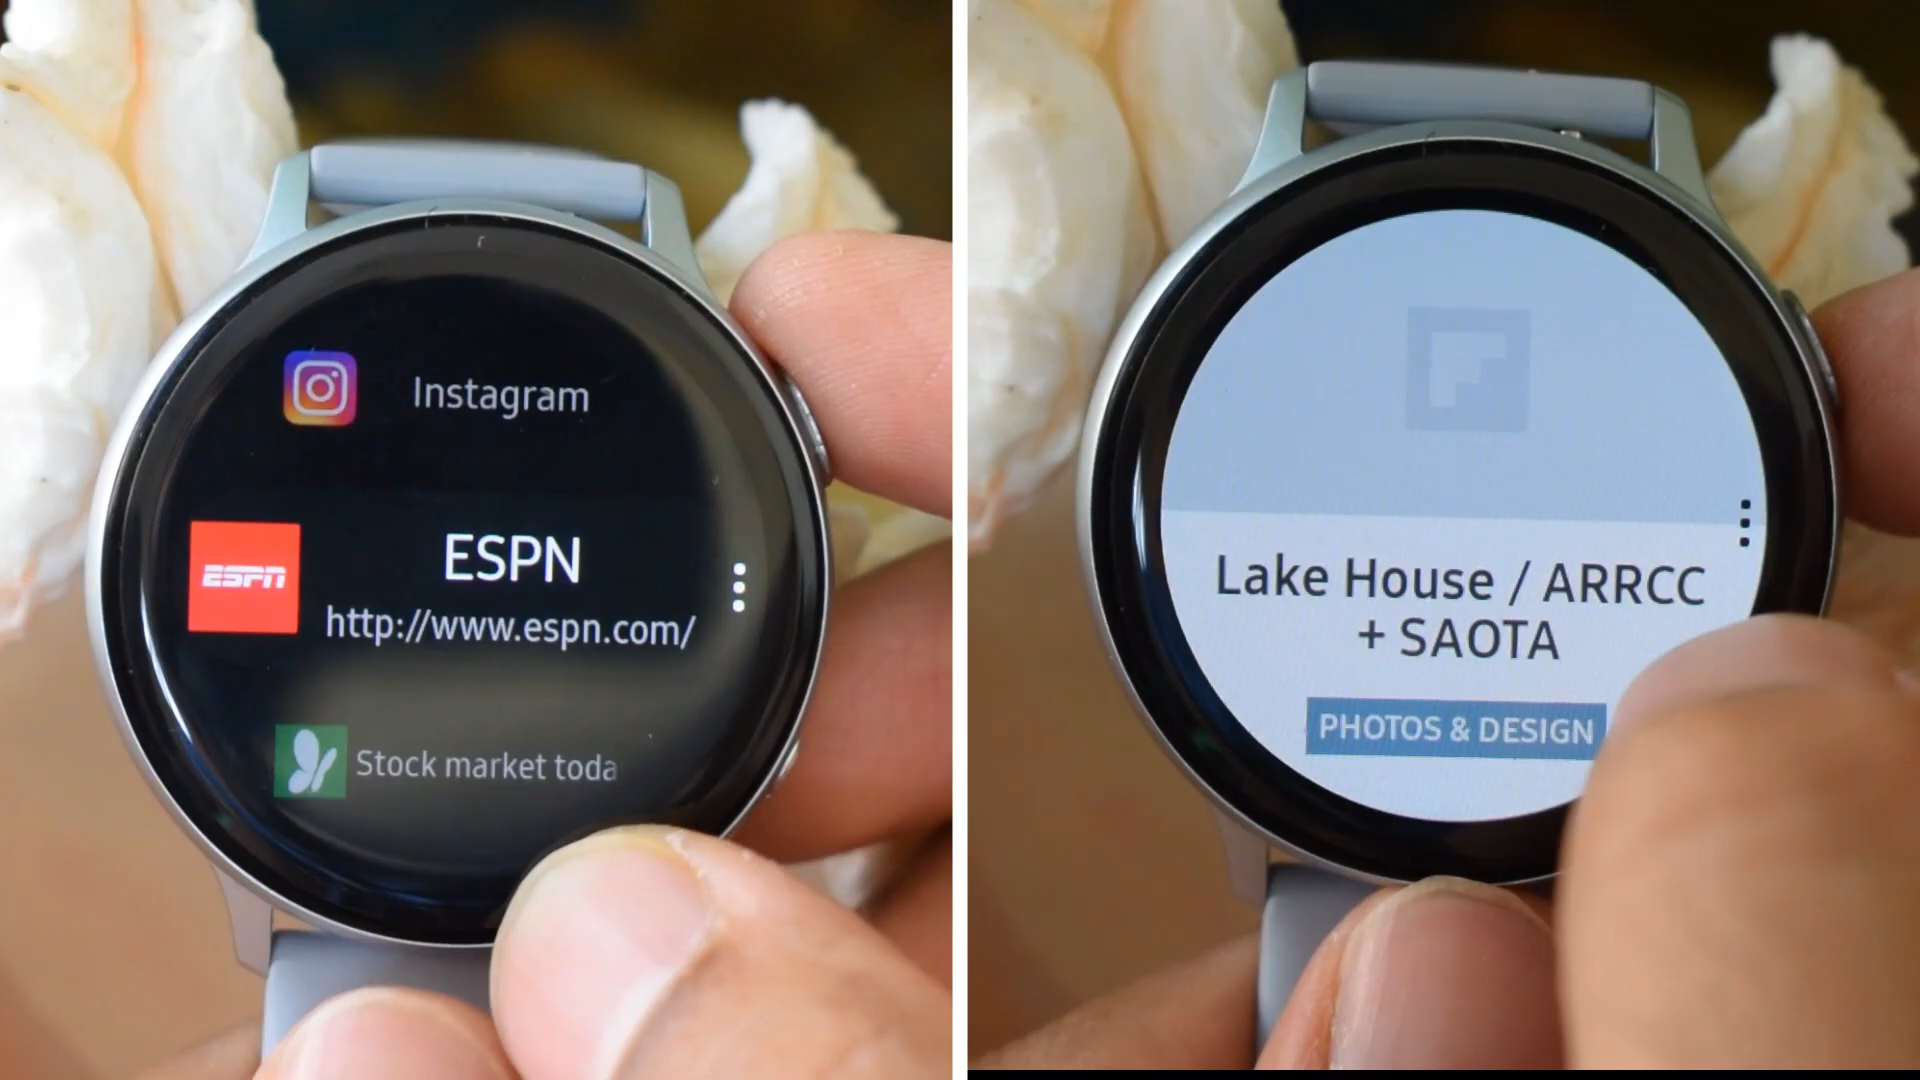 Instagram
ESPN
ESPN
http://www.espn.com/
Stock market toda
Lake House / ARRCC
+ SAOTA
PHOTOS & DESIGN